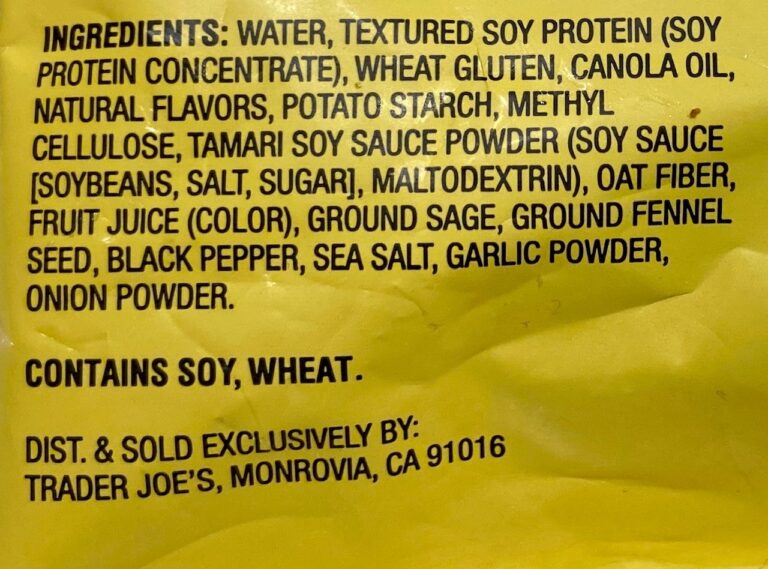 INGREDIENTS: WATER, TEXTURED SOY PROTEIN (SOY
PROTEIN CONCENTRATE), WHEAT GLUTEN, CANOLA OIL,
NATURAL FLAVORS, POTATO STARCH, METHYL
CELLULOSE, TAMARI SOY SAUCE POWDER (SOY SAUCE
[SOYBEANS, SALT, SUGAR], MALTODEXTRIN), OAT FIBER,
FRUIT JUICE (COLOR), GROUND SAGE, GROUND FENNEL
SEED, BLACK PEPPER, SEA SALT, GARLIC POWDER,
ONION POWDER.
CONTAINS SOY, WHEAT.
DIST. & SOLD EXCLUSIVELY BY:
TRADER JOE'S, MONROVIA, CA 91016